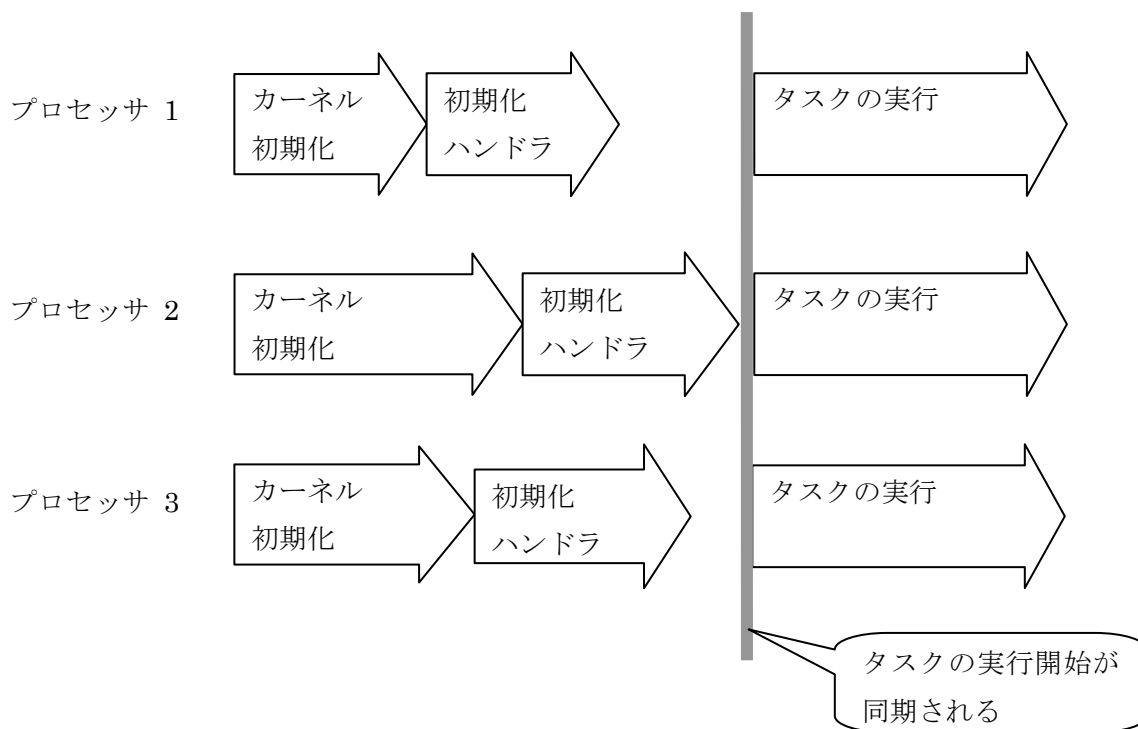 プロセッサ 1
カーネル
初期化
初期化
ハンドラ
タスクの実行
プロセッサ 2
カーネル
初期化
初期化
ハンドラ
タスクの実行
プロセッサ 3
カーネル
初期化
初期化
ハンドラ
タスクの実行
タスクの実行開始が
同期される